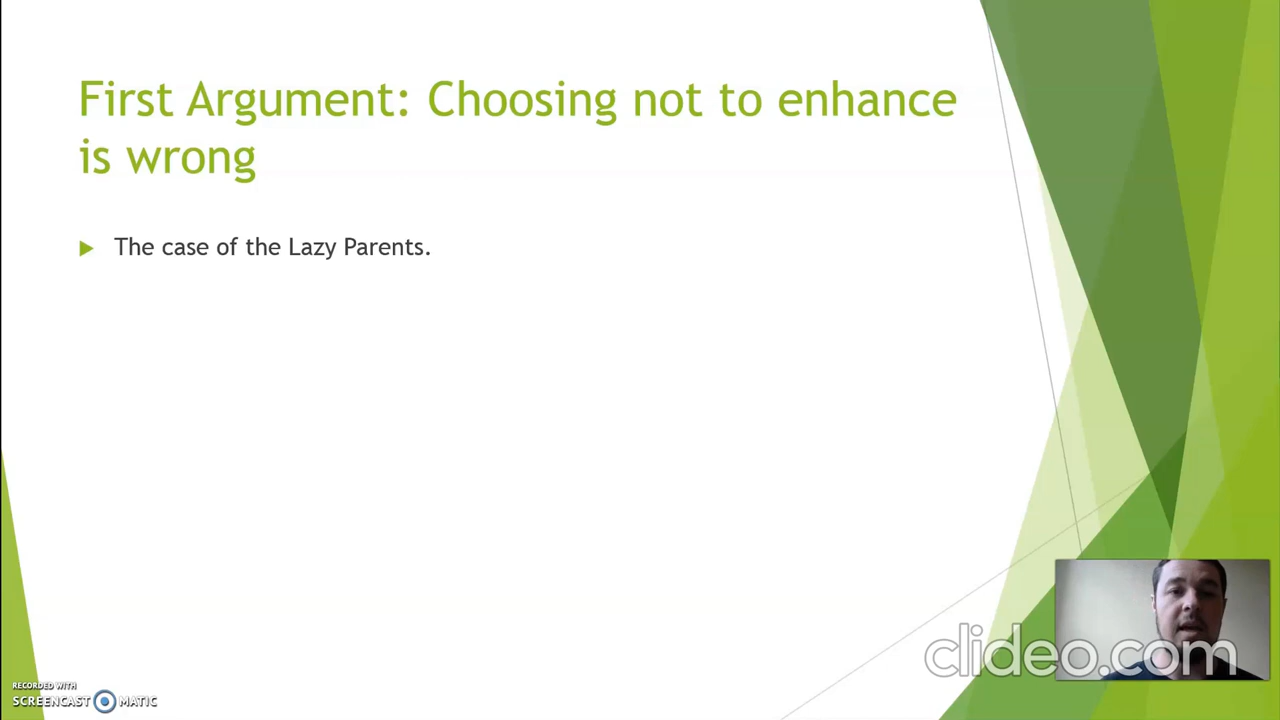 First Argument: Choosing not to enhance
is wrong
The case of the Lazy Parents.
clideo.com
RECORDED WITH
SCREENCAST MATIC